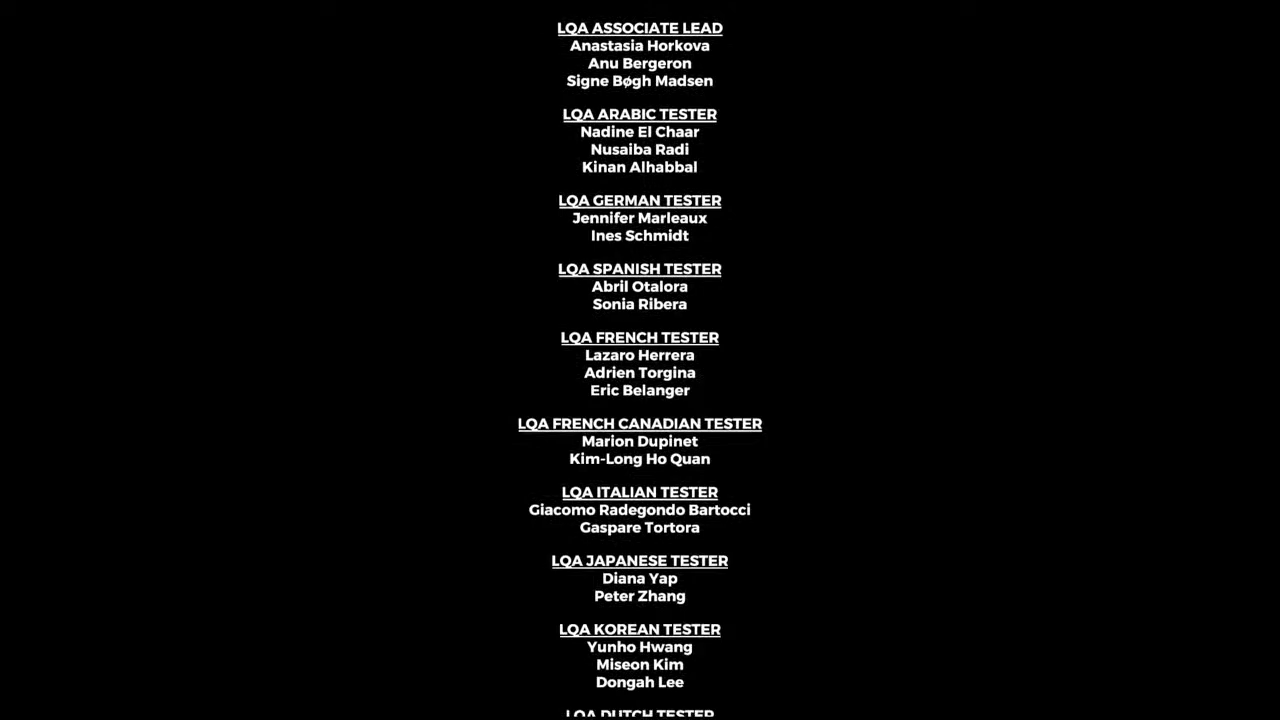 LQA ASSOCIATE LEAD
Anastasia Horkova
Anu Bergeron
Signe Bøgh Madsen
LQA ARABIC TESTER
Nadine El Chaar
Nusaiba Radi
Kinan Alhabbal
LQA GERMAN TESTER
Jennifer Marleaux
Ines Schmidt
LQA SPANISH TESTER
Abril Otalora
Sonia Ribera
LQA FRENCH TESTER
Lazaro Herrera
Adrien Torgina
Eric Belanger
LQA FRENCH CANADIAN TESTER
Marion Dupinet
Kim-Long Ho Quan
LQA ITALIAN TESTER
Giacomo Radegondo Bartocci
Gaspare Tortora
LQA JAPANESE TESTER
Diana Yap
Peter Zhang
LQA KOREAN TESTER
Yunho Hwang
Miseon Kim
Dongah Lee
LQA DUTCH TESTER